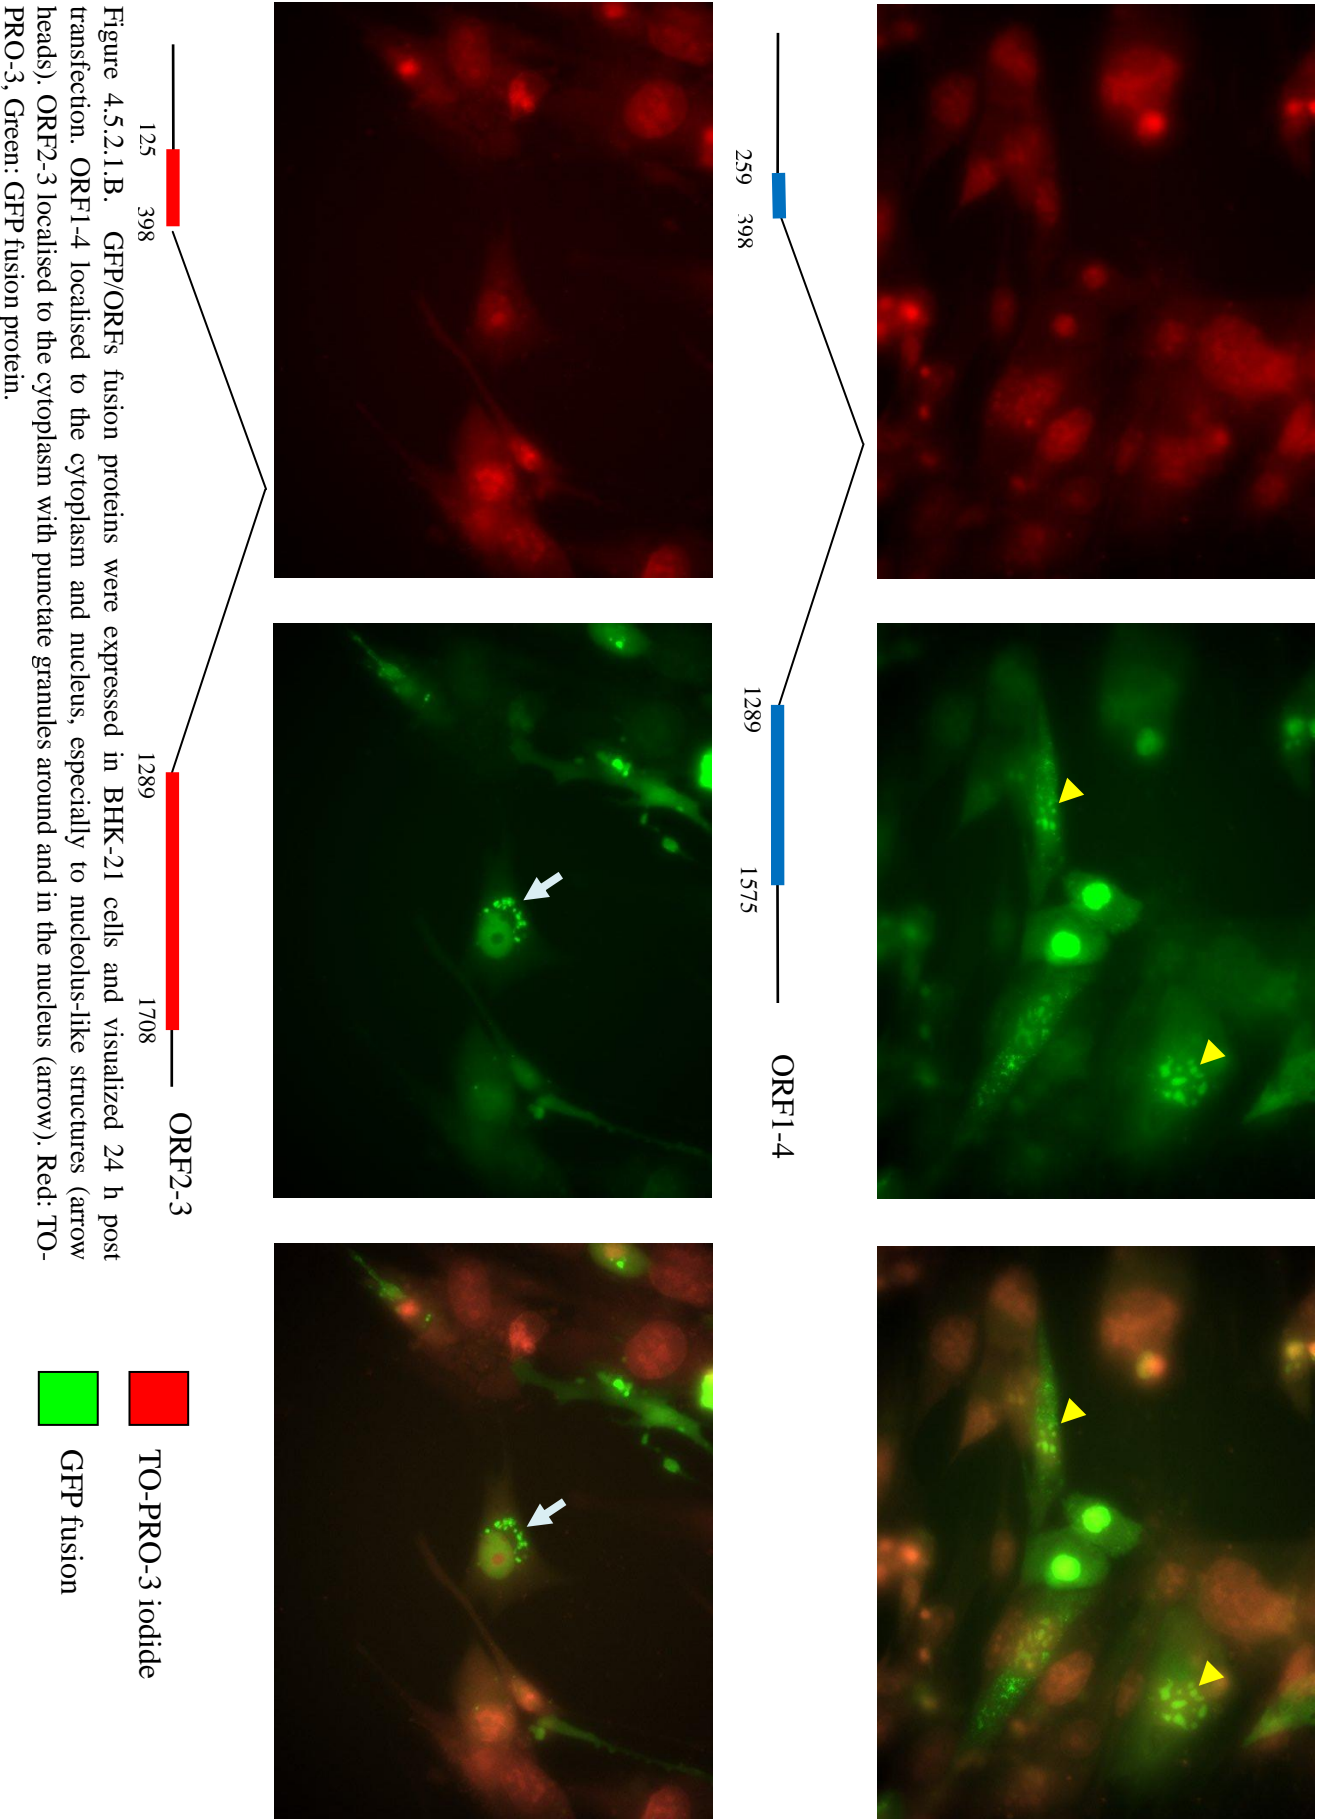 259 398 1289 1575 ORF1-4
125 398 1289 1708 ORF2-3
TO-PRO-3 iodide
GFP fusion
Figure 4.5.2.1.B. GFP/ORFs fusion proteins were expressed in BHK-21 cells and visualized 24 h post
transfection. ORF1-4 localised to the cytoplasm and nucleus, especially to nucleolus-like structures (arrow
heads). ORF2-3 localised to the cytoplasm with punctate granules around and in the nucleus (arrow). Red: TO-
PRO-3, Green: GFP fusion protein.